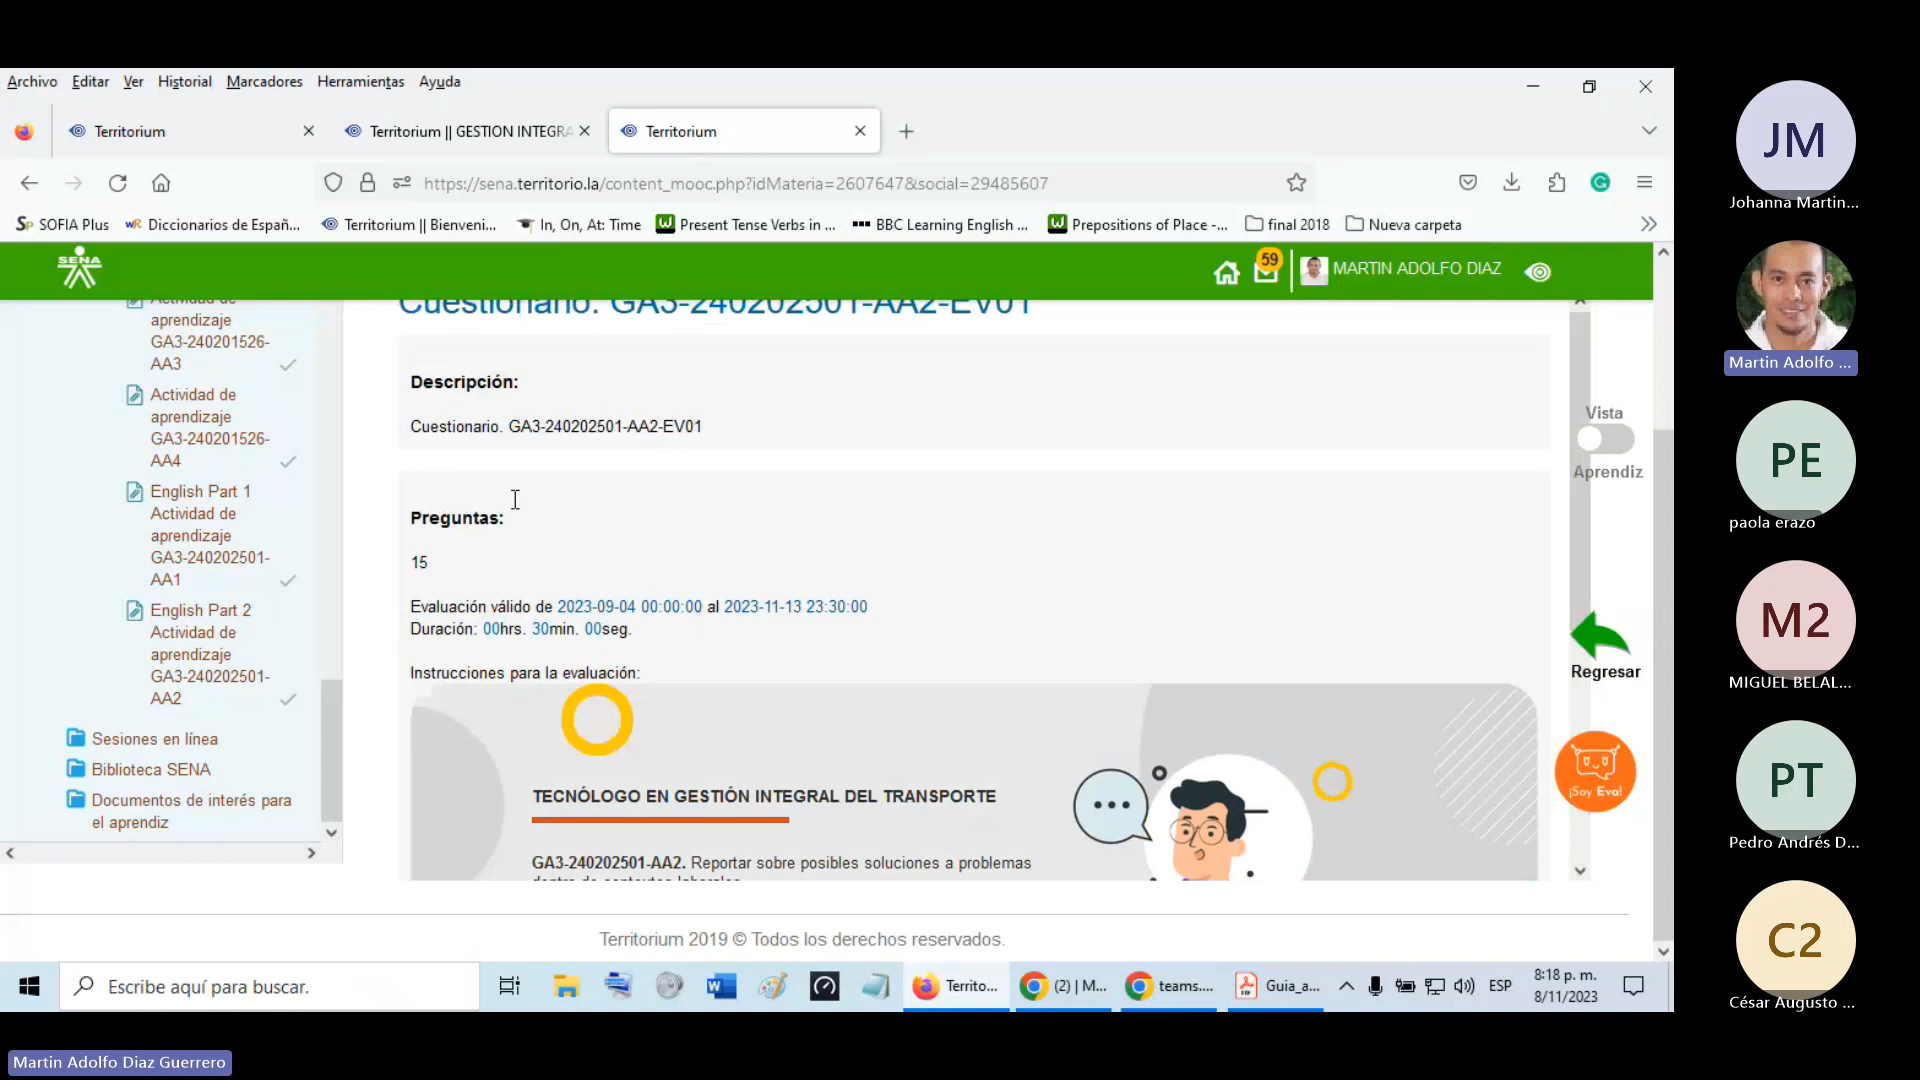 Archivo Editar Ver Historial Marcadores Herramientas Ayuda
Territorium
Territorium || GESTION INTEGRA
Territorium
https://sena.territorio.la/content_mooc.php?idMateria=2607647&social=29485607
SOFIA Plus
Diccionarios de Españ...
Territorium || Bienveni...
In, On, At: Time
Present Tense Verbs in ...
BBC Learning English ...
Prepositions of Place -...
final 2018
Nueva carpeta
SENA
59
MARTIN ADOLFO DIAZ
Actividad de
aprendizaje
GA3-240201526-
AA3
Actividad de
aprendizaje
GA3-240201526-
AA4
English Part 1
Actividad de
aprendizaje
GA3-240202501-
AA1
English Part 2
Actividad de
aprendizaje
GA3-240202501-
AA2
Sesiones en línea
Biblioteca SENA
Documentos de interés para
el aprendiz
Cuestionario. GA3-240202501-AA2-EV01
Descripción:
Cuestionario. GA3-240202501-AA2-EV01
Preguntas:
15
Evaluación válido de 2023-09-04 00:00:00 al 2023-11-13 23:30:00
Duración: 00hrs. 30min. 00seg.
Instrucciones para la evaluación:
TECNÓLOGO EN GESTIÓN INTEGRAL DEL TRANSPORTE
GA3-240202501-AA2. Reportar sobre posibles soluciones a problemas
Vista
Aprendiz
Regresar
¡Soy Eva!
Territorium 2019 © Todos los derechos reservados.
Escribe aquí para buscar.
Territo...
(2) | M...
teams....
Guia_a...
ESP
8:18 p. m.
8/11/2023
JM
Johanna Martin...
Martin Adolfo ...
PE
paola erazo
M2
MIGUEL BELAL...
PT
Pedro Andrés D...
C2
César Augusto ...
Martin Adolfo Diaz Guerrero